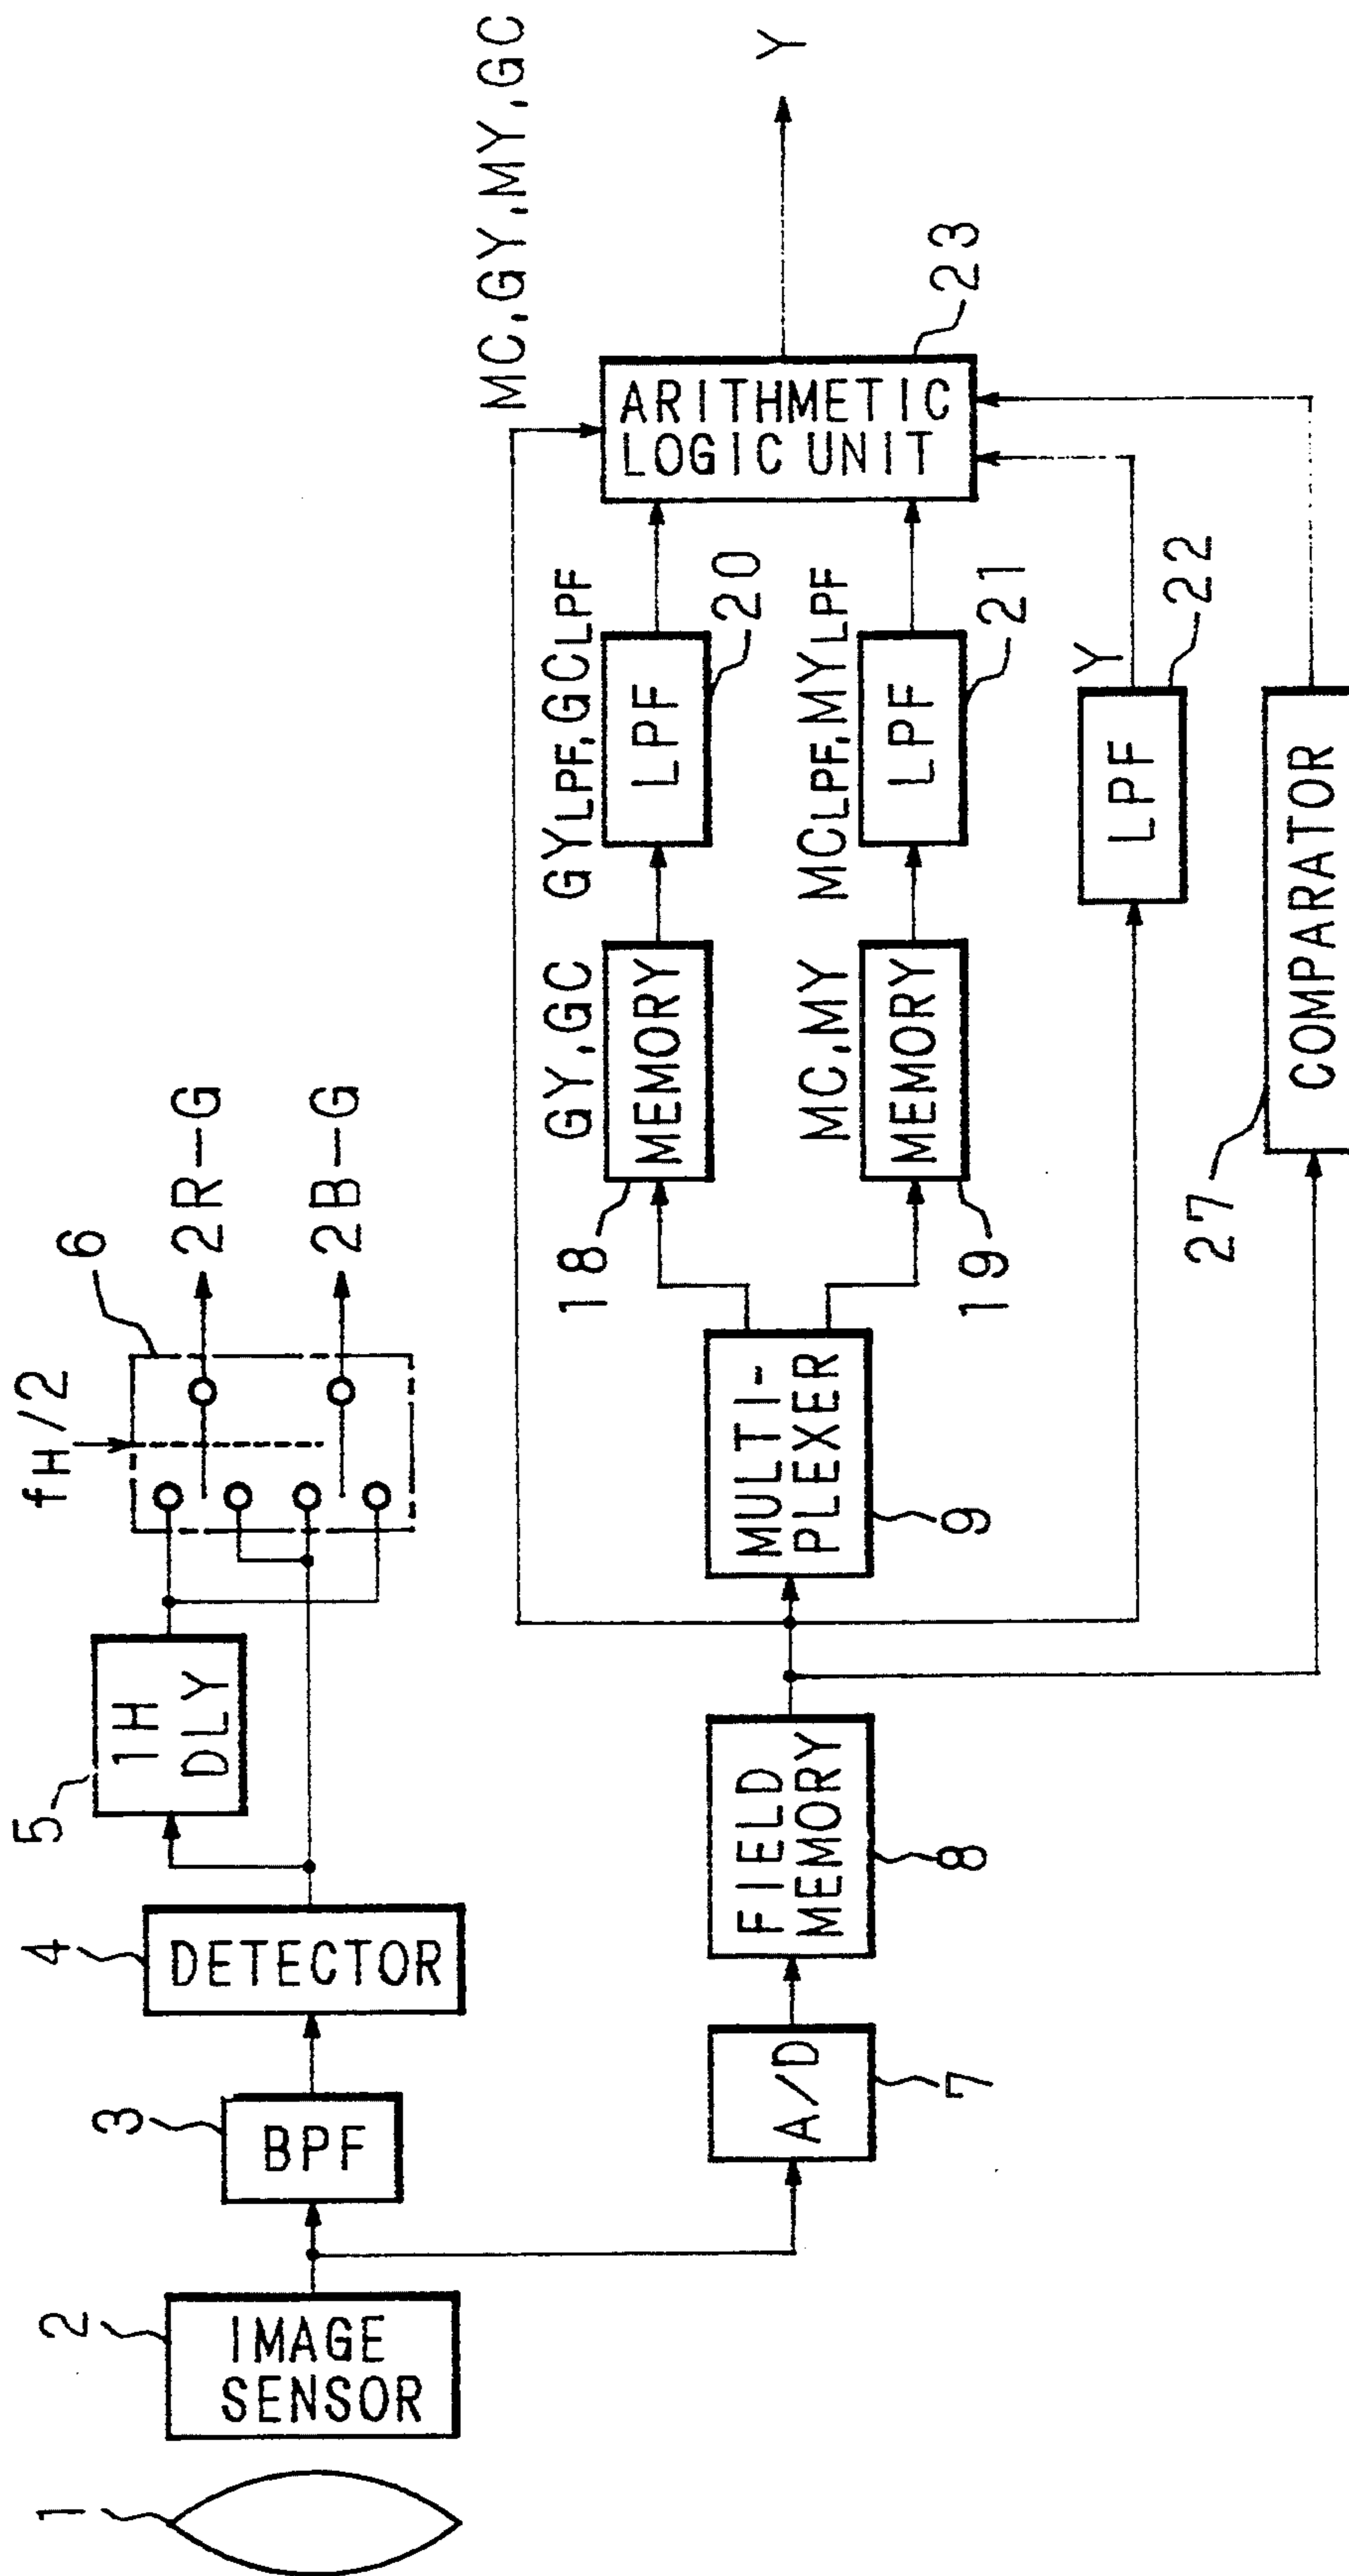 1
2
IMAGE
SENSOR
3
BPF
4
DETECTOR
5
1H
DLY
fH/2
6
2R-G
2B-G
A/D
7
FIELD
MEMORY
8
MULTI-
PLEXER
9
GY,GC
MEMORY
18
MC,MY
MEMORY
19
GYLPF,GCLPF
LPF
20
MCLPF,MYLPF
LPF
21
Y
LPF
22
27
COMPARATOR
MC,GY,MY,GC
ARITHMETIC
LOGIC UNIT
23
Y